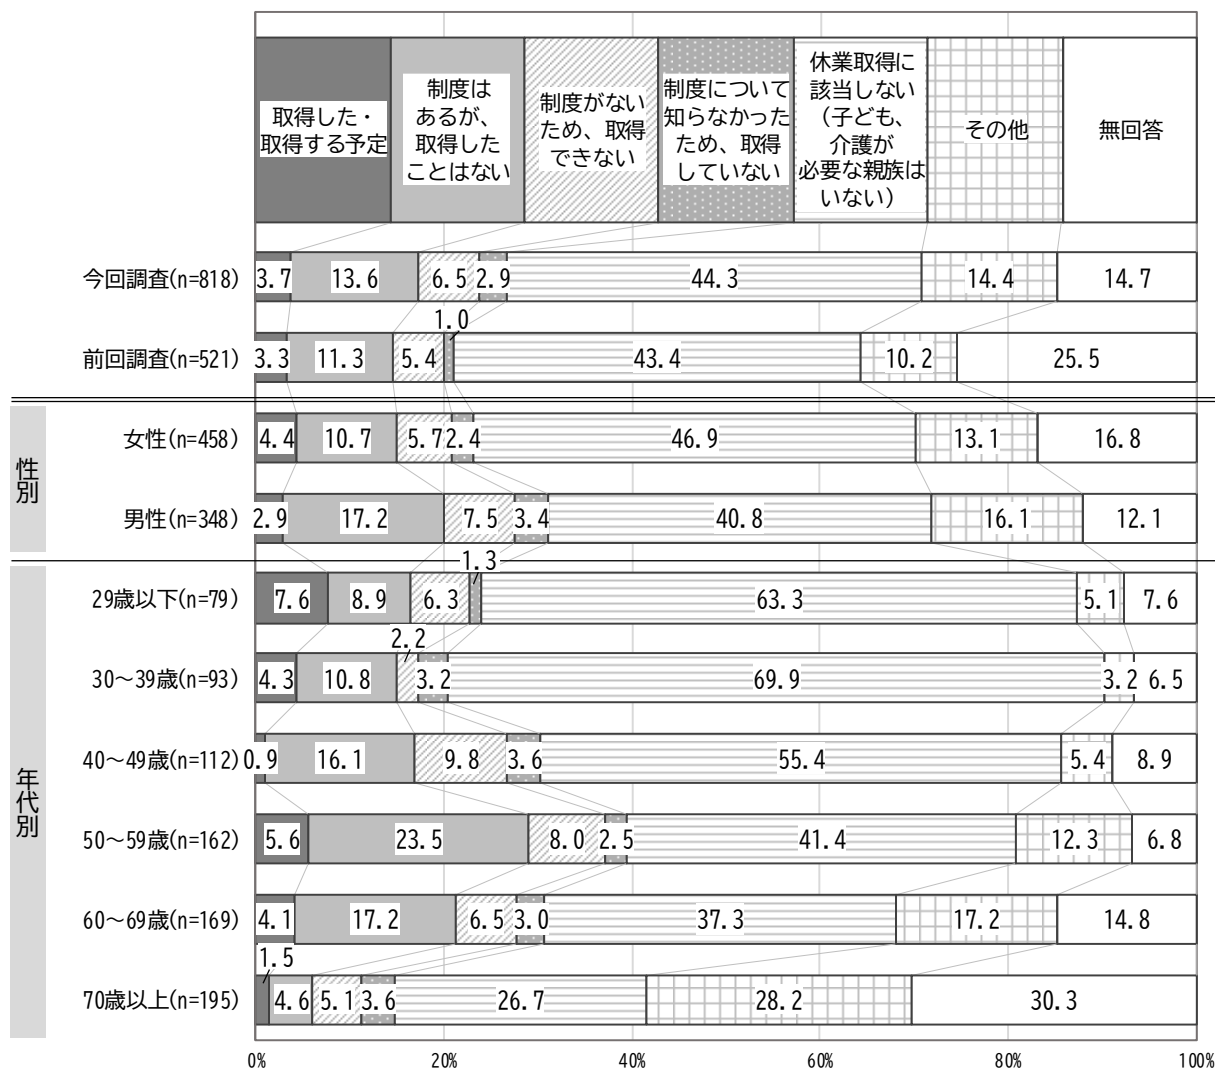 取得した・
取得する予定
制度は
あるが、
取得した
ことはない
制度がない
ため、取得
できない
制度について
知らなかった
ため、取得
していない
休業取得に
該当しない
（子ども、
介護が
必要な親族は
いない）
その他
無回答
今回調査(n=818) 3.7 13.6 6.5 2.9 44.3 14.4 14.7
1.0
前回調査(n=521) 3.3 11.3 5.4 43.4 10.2 25.5
性別
女性(n=458) 4.4 10.7 5.7 2.4 46.9 13.1 16.8
男性(n=348) 2.9 17.2 7.5 3.4 40.8 16.1 12.1
年代別
1.3
29歳以下(n=79) 7.6 8.9 6.3 63.3 5.1 7.6
2.2
30～39歳(n=93) 4.3 10.8 3.2 69.9 3.2 6.5
40～49歳(n=112) 0.9 16.1 9.8 3.6 55.4 5.4 8.9
50～59歳(n=162) 5.6 23.5 8.0 2.5 41.4 12.3 6.8
60～69歳(n=169) 4.1 17.2 6.5 3.0 37.3 17.2 14.8
1.5
70歳以上(n=195) 4.6 5.1 3.6 26.7 28.2 30.3
0% 20% 40% 60% 80% 100%